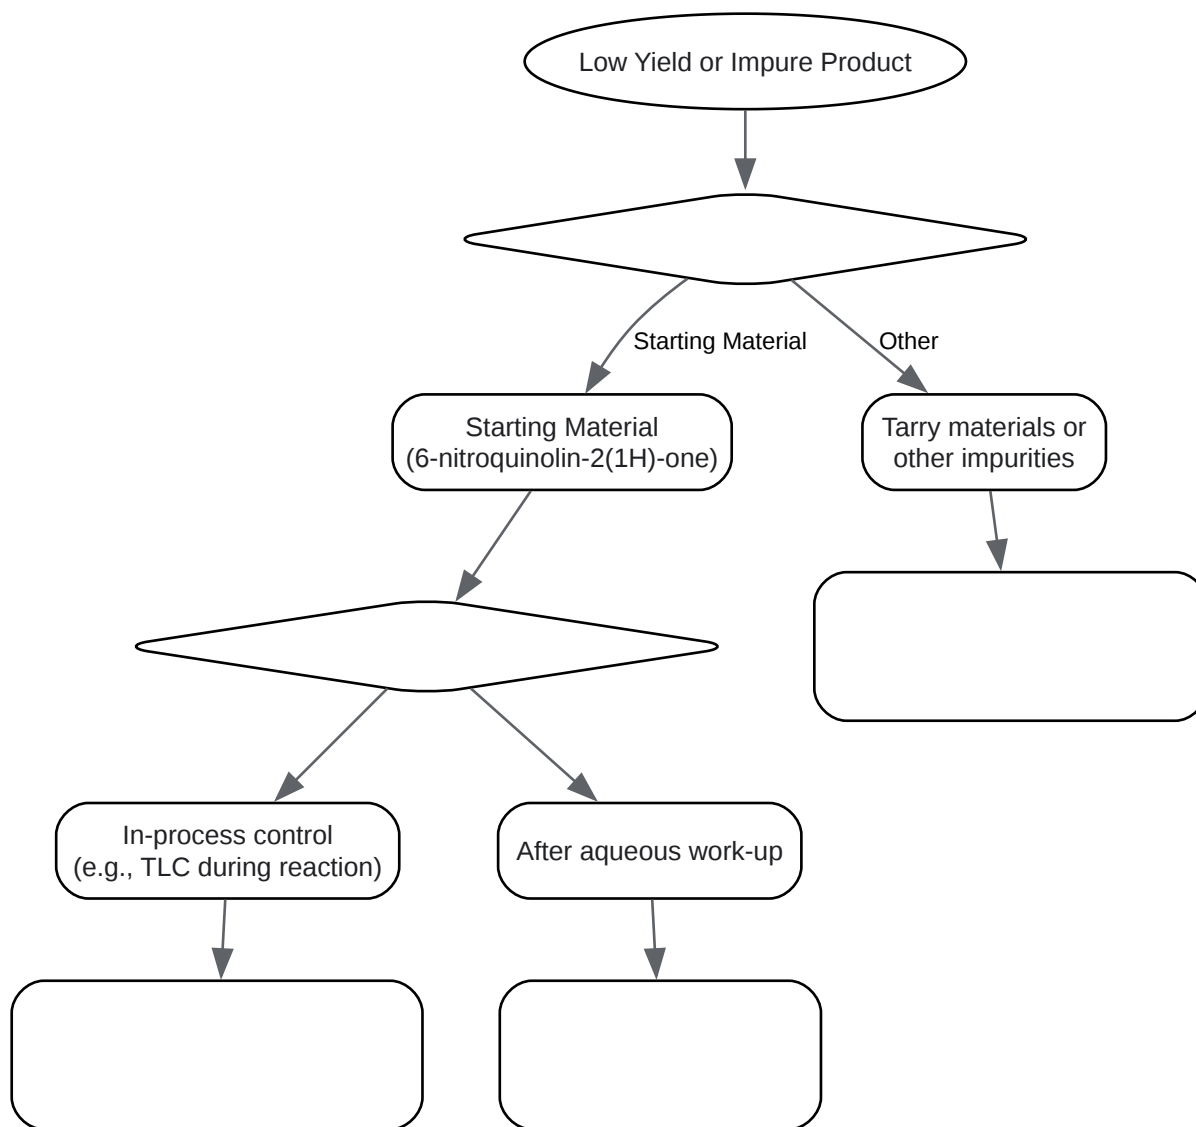 Low Yield or Impure Product
Starting Material
Other
Starting Material
(6-nitroquinolin-2(1H)-one)
Tarry materials or
other impurities
In-process control
(e.g., TLC during reaction)
After aqueous work-up